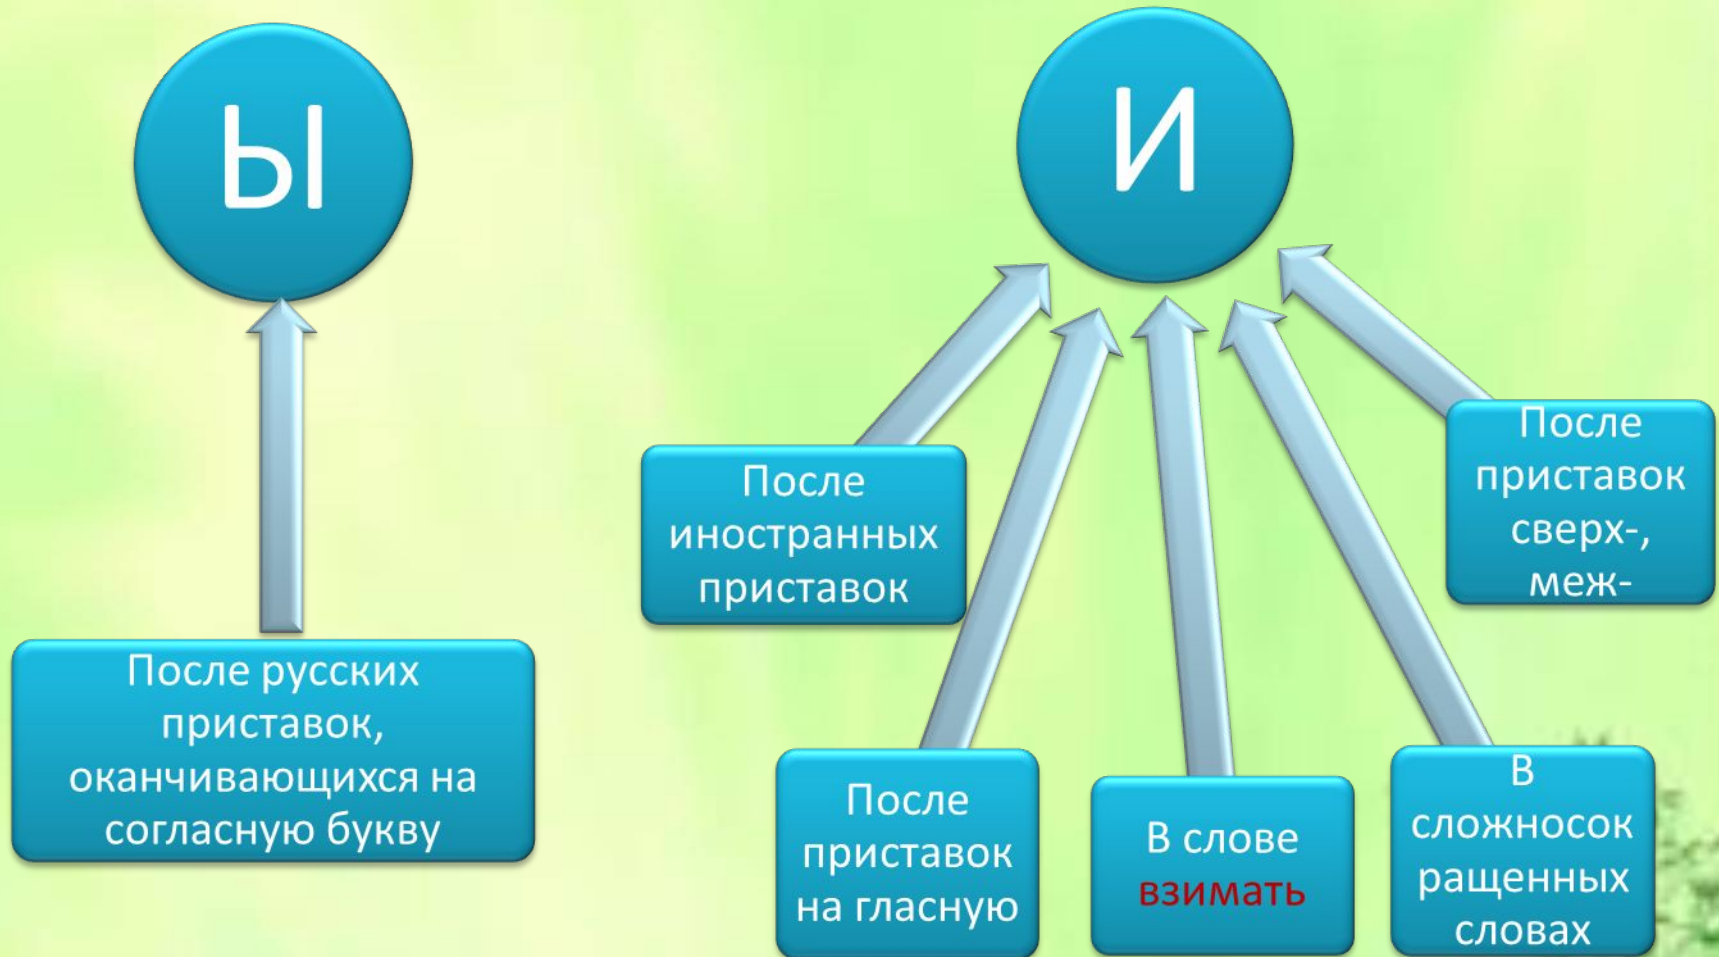 Ы
И
После русских
приставок,
оканчивающихся на
согласную букву
После
иностранных
приставок
После
приставок
на гласную
В слове
взимать
В
сложносок
ращенных
словах
После
приставок
сверх-,
меж-